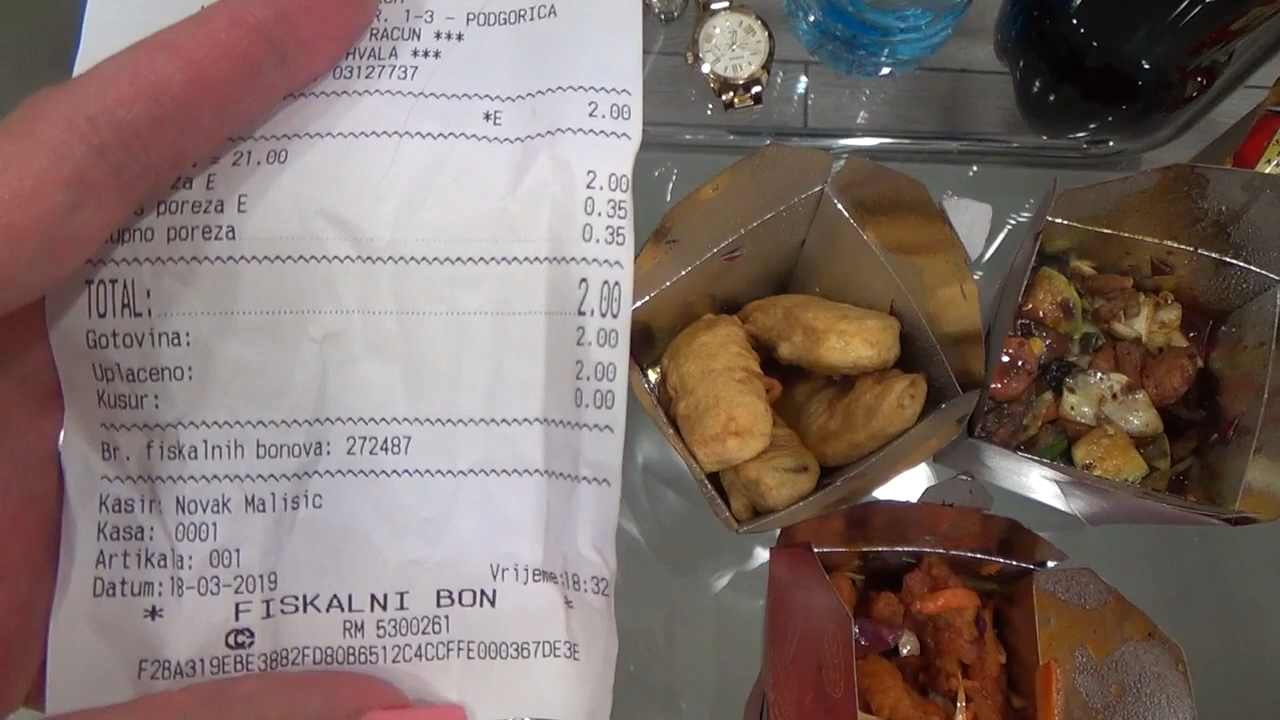 R. 1-3 - PODGORICA
RACUN ***
HVALA ***
03127737
*E 2.00
= 21.00
za E 2.00
poreza E 0.35
upno poreza 0.35
TOTAL: 2.00
Gotovina: 2.00
Uplaceno: 2.00
Kusur: 0.00
Br. fiskalnih bonova: 272487
Kasir: Novak Malisic
Kasa: 0001
Artikala: 001
Datum:18-03-2019 Vrijeme:18:32
* FISKALNI BON *
RM 5300261
F2BA319EBE3882FD80B6512C4CCFFE000367DE3E